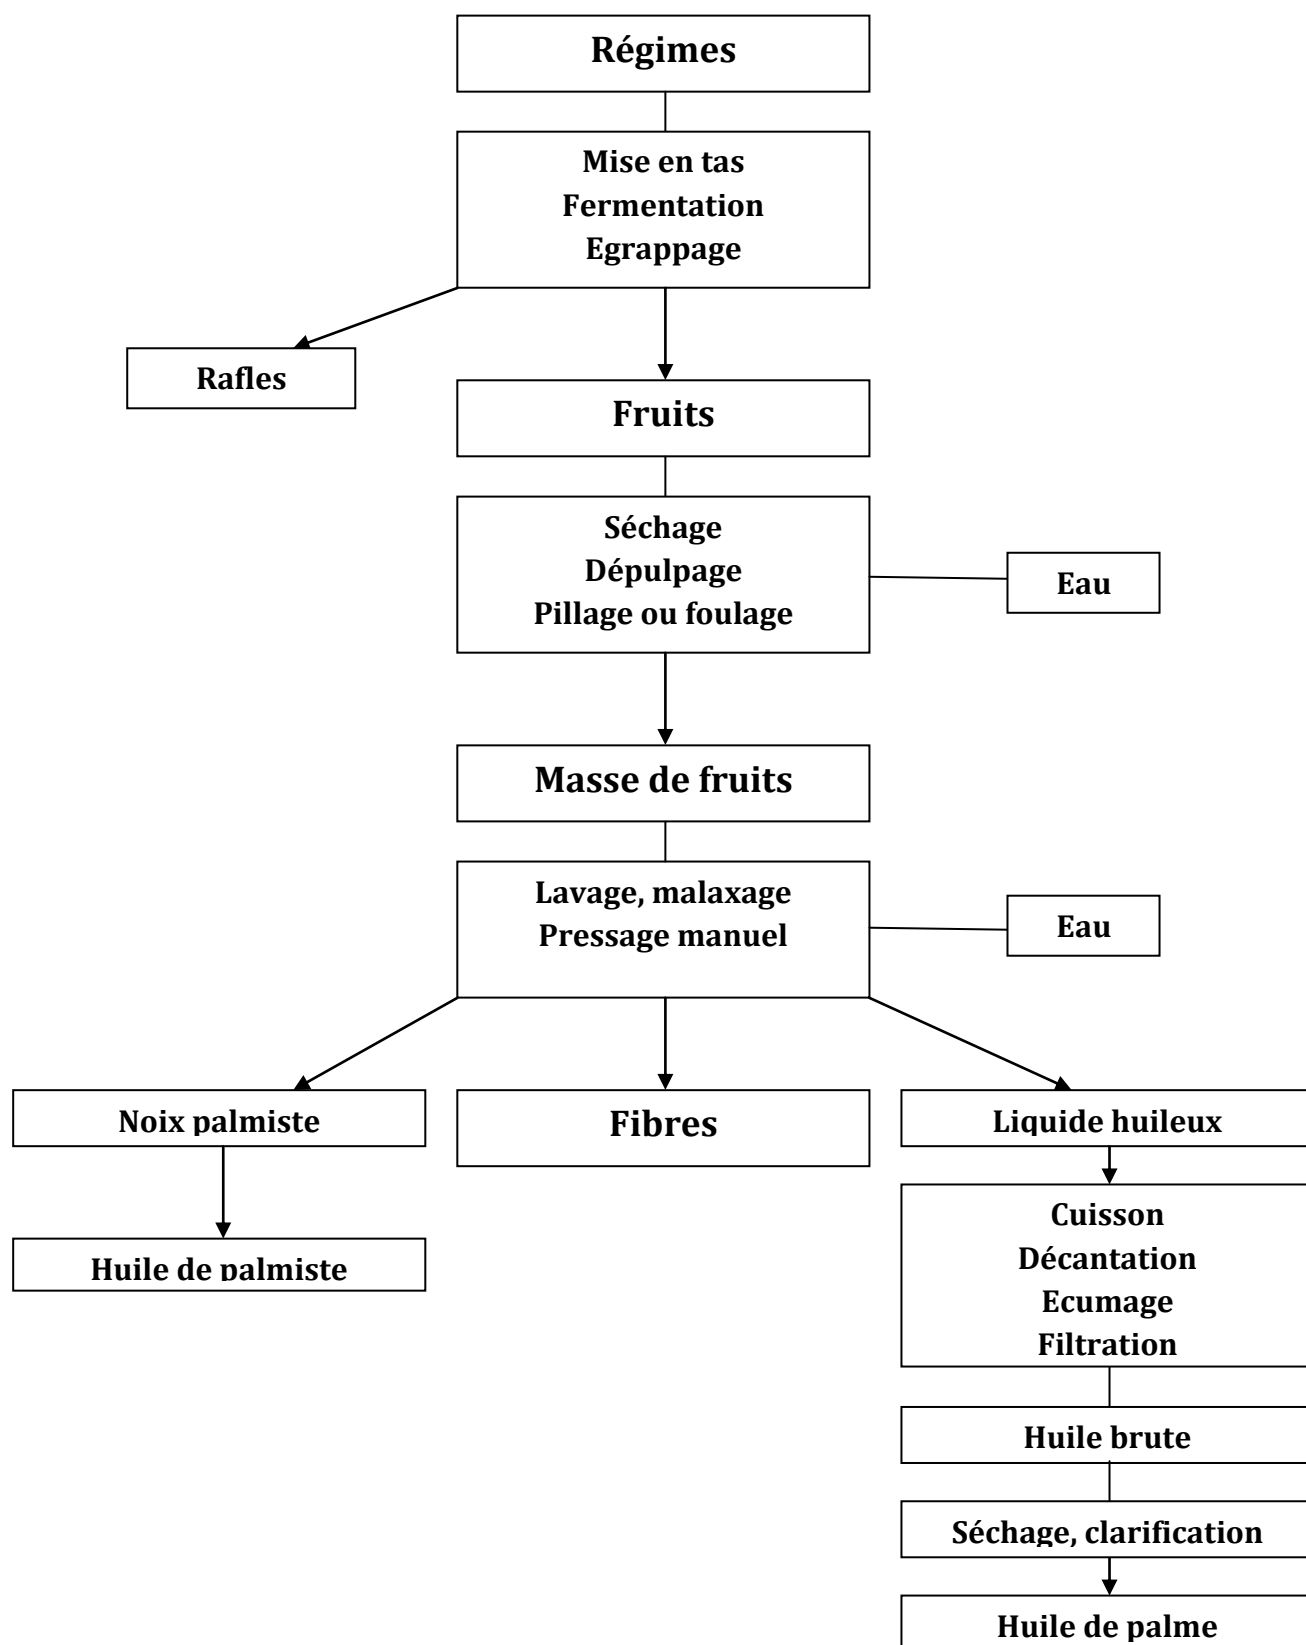 Régimes
Mise en tas
Fermentation
Egrappage
Rafles
Fruits
Séchage
Dépulpage
Pillage ou foulage
Eau
Masse de fruits
Lavage, malaxage
Pressage manuel
Eau
Noix palmiste
Fibres
Liquide huileux
Huile de palmiste
Cuisson
Décantation
Ecumage
Filtration
Huile brute
Séchage, clarification
Huile de palme